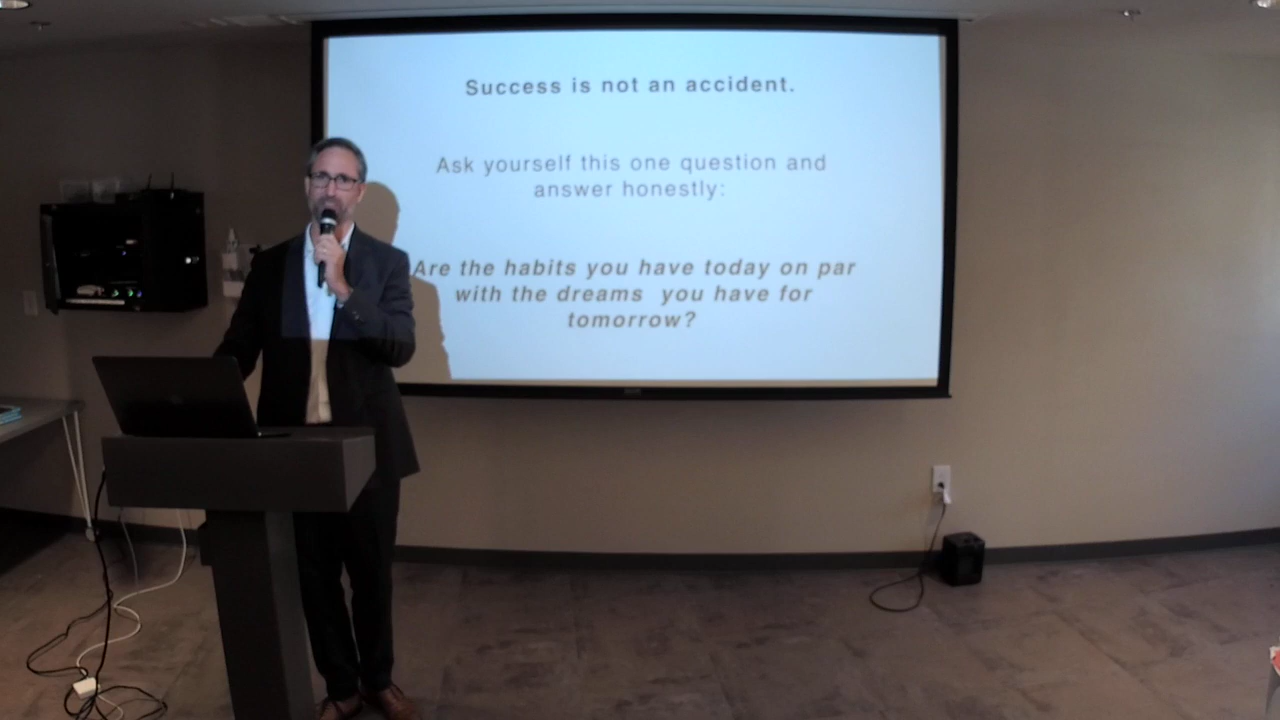 Success is not an accident.
Ask yourself this one question and
answer honestly:
Are the habits you have today on par
with the dreams you have for
tomorrow?